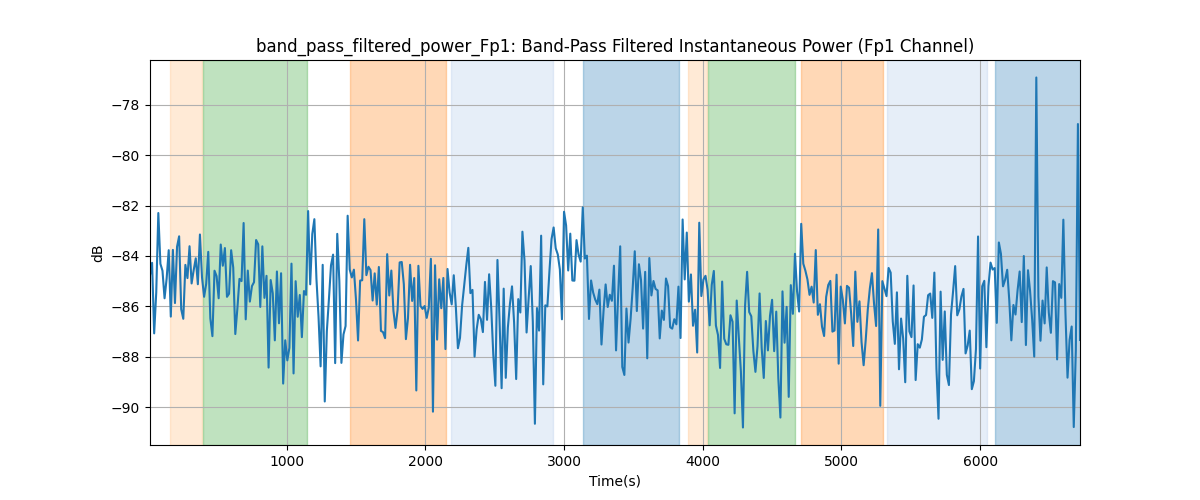 band_pass_filtered_power_Fp1: Band-Pass Filtered Instantaneous Power (Fp1 Channel)
−78
−80
−82
−84
−86
−88
−90
dB
1000 2000 3000 4000 5000 6000
Time(s)